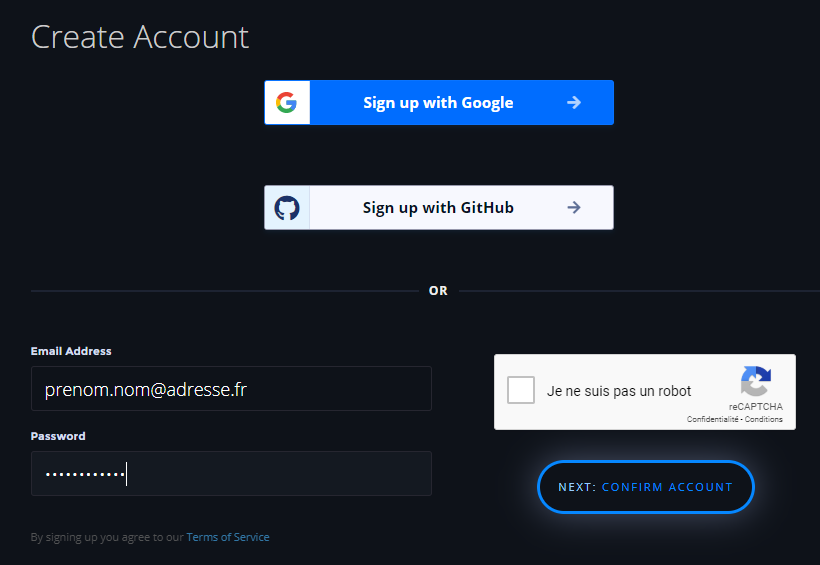 Create Account
Sign up with Google
Sign up with GitHub
OR
Email Address
prenom.nom@adresse.fr
Password
Je ne suis pas un robot
reCAPTCHA
Confidentialité - Conditions
NEXT: CONFIRM ACCOUNT
By signing up you agree to our Terms of Service